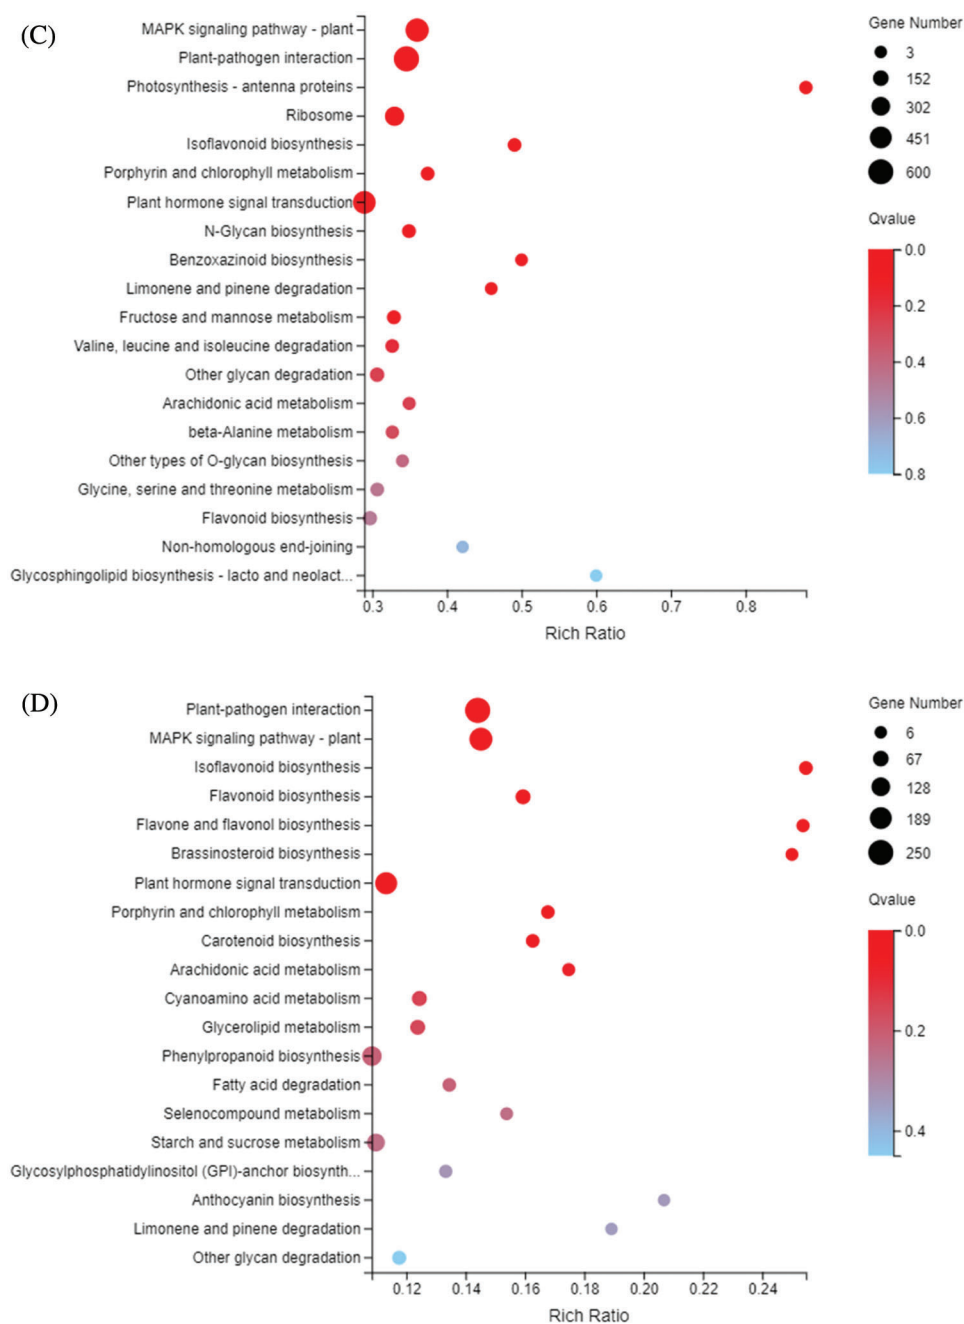 (C)
MAPK signaling pathway - plant
Plant-pathogen interaction
Photosynthesis - antenna proteins
Ribosome
Isoflavonoid biosynthesis
Porphyrin and chlorophyll metabolism
Plant hormone signal transduction
N-Glycan biosynthesis
Benzoxazinoid biosynthesis
Limonene and pinene degradation
Fructose and mannose metabolism
Valine, leucine and isoleucine degradation
Other glycan degradation
Arachidonic acid metabolism
beta-Alanine metabolism
Other types of O-glycan biosynthesis
Glycine, serine and threonine metabolism
Flavonoid biosynthesis
Non-homologous end-joining
Glycosphingolipid biosynthesis - lacto and neolact...
0.3 0.4 0.5 0.6 0.7 0.8
Rich Ratio
Gene Number
3
152
302
451
600
Qvalue
0.0
0.2
0.4
0.6
0.8
(D)
Plant-pathogen interaction
MAPK signaling pathway - plant
Isoflavonoid biosynthesis
Flavonoid biosynthesis
Flavone and flavonol biosynthesis
Brassinosteroid biosynthesis
Plant hormone signal transduction
Porphyrin and chlorophyll metabolism
Carotenoid biosynthesis
Arachidonic acid metabolism
Cyanoamino acid metabolism
Glycerolipid metabolism
Phenylpropanoid biosynthesis
Fatty acid degradation
Selenocompound metabolism
Starch and sucrose metabolism
Glycosylphosphatidylinositol (GPI)-anchor biosynth...
Anthocyanin biosynthesis
Limonene and pinene degradation
Other glycan degradation
0.12 0.14 0.16 0.18 0.20 0.22 0.24
Rich Ratio
Gene Number
6
67
128
189
250
Qvalue
0.0
0.2
0.4